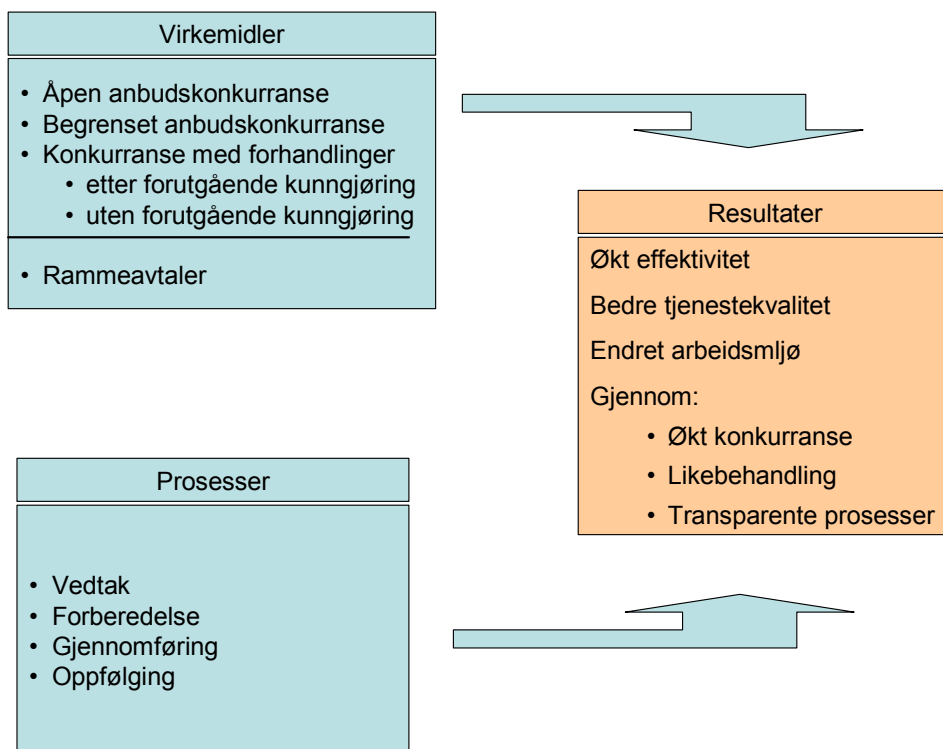 Virkemidler
• Åpen anbudskonkurranse
• Begrenset anbudskonkurranse
• Konkurranse med forhandlinger
• etter forutgående kunngjøring
• uten forutgående kunngjøring
• Rammeavtaler
Resultater
Økt effektivitet
Bedre tjenestekvalitet
Endret arbeidsmljø
Gjennom:
• Økt konkurranse
• Likebehandling
• Transparente prosesser
Prosesser
• Vedtak
• Forberedelse
• Gjennomføring
• Oppfølging